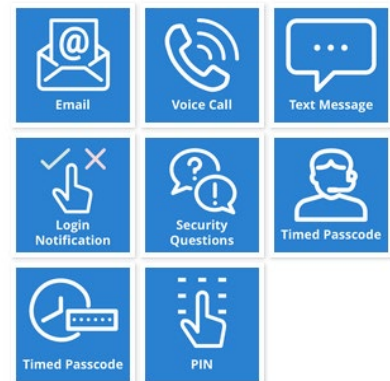 Email
Voice Call
Text Message
Login
Notification
Security
Questions
Timed Passcode
Timed Passcode
PIN